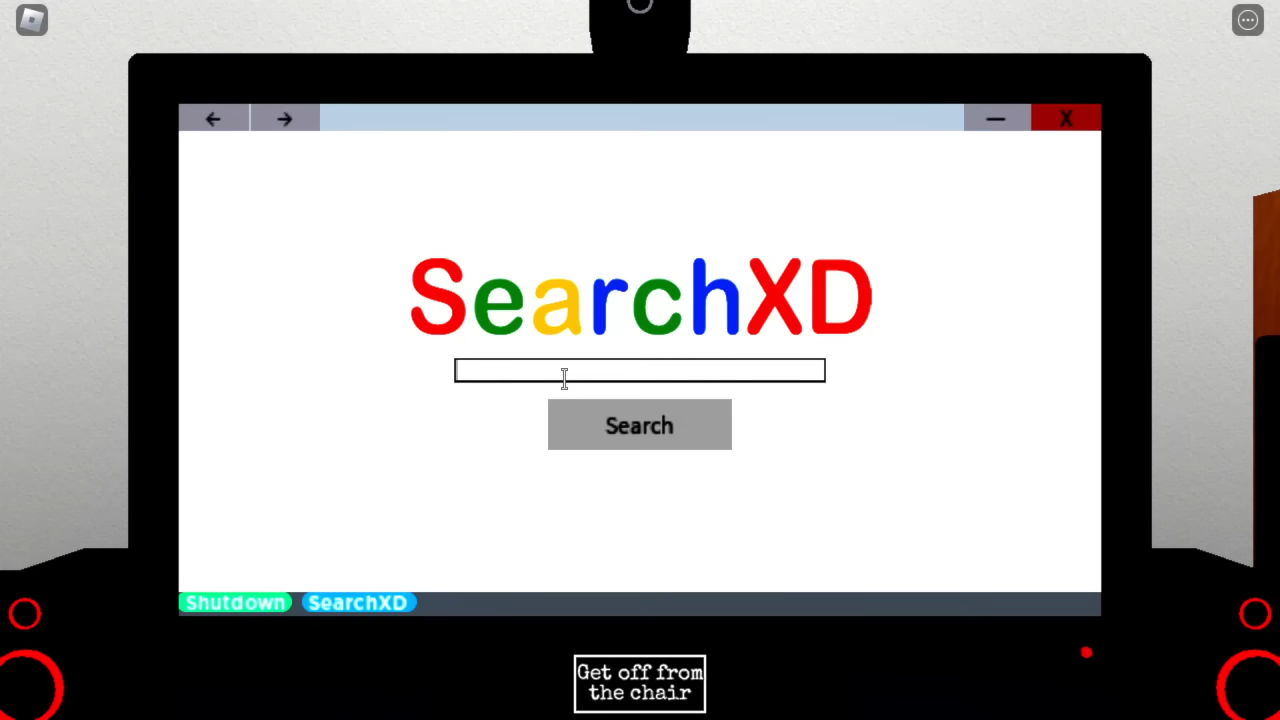 X
SearchXD
Search
Shutdown SearchXD
Get off from
the chair